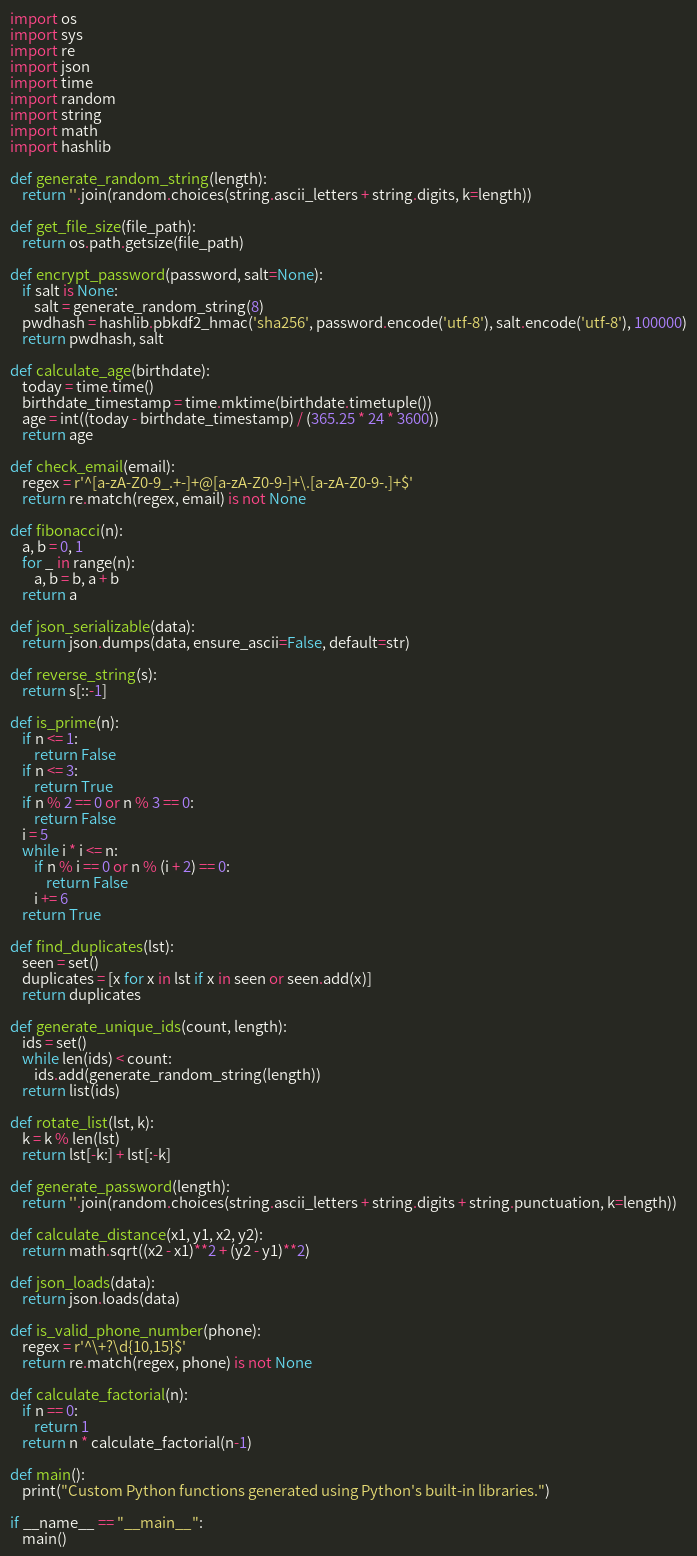 import os
import sys
import re
import json
import time
import random
import string
import math
import hashlib

def generate_random_string(length):
    return ''.join(random.choices(string.ascii_letters + string.digits, k=length))

def get_file_size(file_path):
    return os.path.getsize(file_path)

def encrypt_password(password, salt=None):
    if salt is None:
        salt = generate_random_string(8)
    pwdhash = hashlib.pbkdf2_hmac('sha256', password.encode('utf-8'), salt.encode('utf-8'), 100000)
    return pwdhash, salt

def calculate_age(birthdate):
    today = time.time()
    birthdate_timestamp = time.mktime(birthdate.timetuple())
    age = int((today - birthdate_timestamp) / (365.25 * 24 * 3600))
    return age

def check_email(email):
    regex = r'^[a-zA-Z0-9_.+-]+@[a-zA-Z0-9-]+\.[a-zA-Z0-9-.]+$'
    return re.match(regex, email) is not None

def fibonacci(n):
    a, b = 0, 1
    for _ in range(n):
        a, b = b, a + b
    return a

def json_serializable(data):
    return json.dumps(data, ensure_ascii=False, default=str)

def reverse_string(s):
    return s[::-1]

def is_prime(n):
    if n <= 1:
        return False
    if n <= 3:
        return True
    if n % 2 == 0 or n % 3 == 0:
        return False
    i = 5
    while i * i <= n:
        if n % i == 0 or n % (i + 2) == 0:
            return False
        i += 6
    return True

def find_duplicates(lst):
    seen = set()
    duplicates = [x for x in lst if x in seen or seen.add(x)]
    return duplicates

def generate_unique_ids(count, length):
    ids = set()
    while len(ids) < count:
        ids.add(generate_random_string(length))
    return list(ids)

def rotate_list(lst, k):
    k = k % len(lst)
    return lst[-k:] + lst[:-k]

def generate_password(length):
    return ''.join(random.choices(string.ascii_letters + string.digits + string.punctuation, k=length))

def calculate_distance(x1, y1, x2, y2):
    return math.sqrt((x2 - x1)**2 + (y2 - y1)**2)

def json_loads(data):
    return json.loads(data)

def is_valid_phone_number(phone):
    regex = r'^\+?\d{10,15}$'
    return re.match(regex, phone) is not None

def calculate_factorial(n):
    if n == 0:
        return 1
    return n * calculate_factorial(n-1)

def main():
    print("Custom Python functions generated using Python's built-in libraries.")

if __name__ == "__main__":
    main()